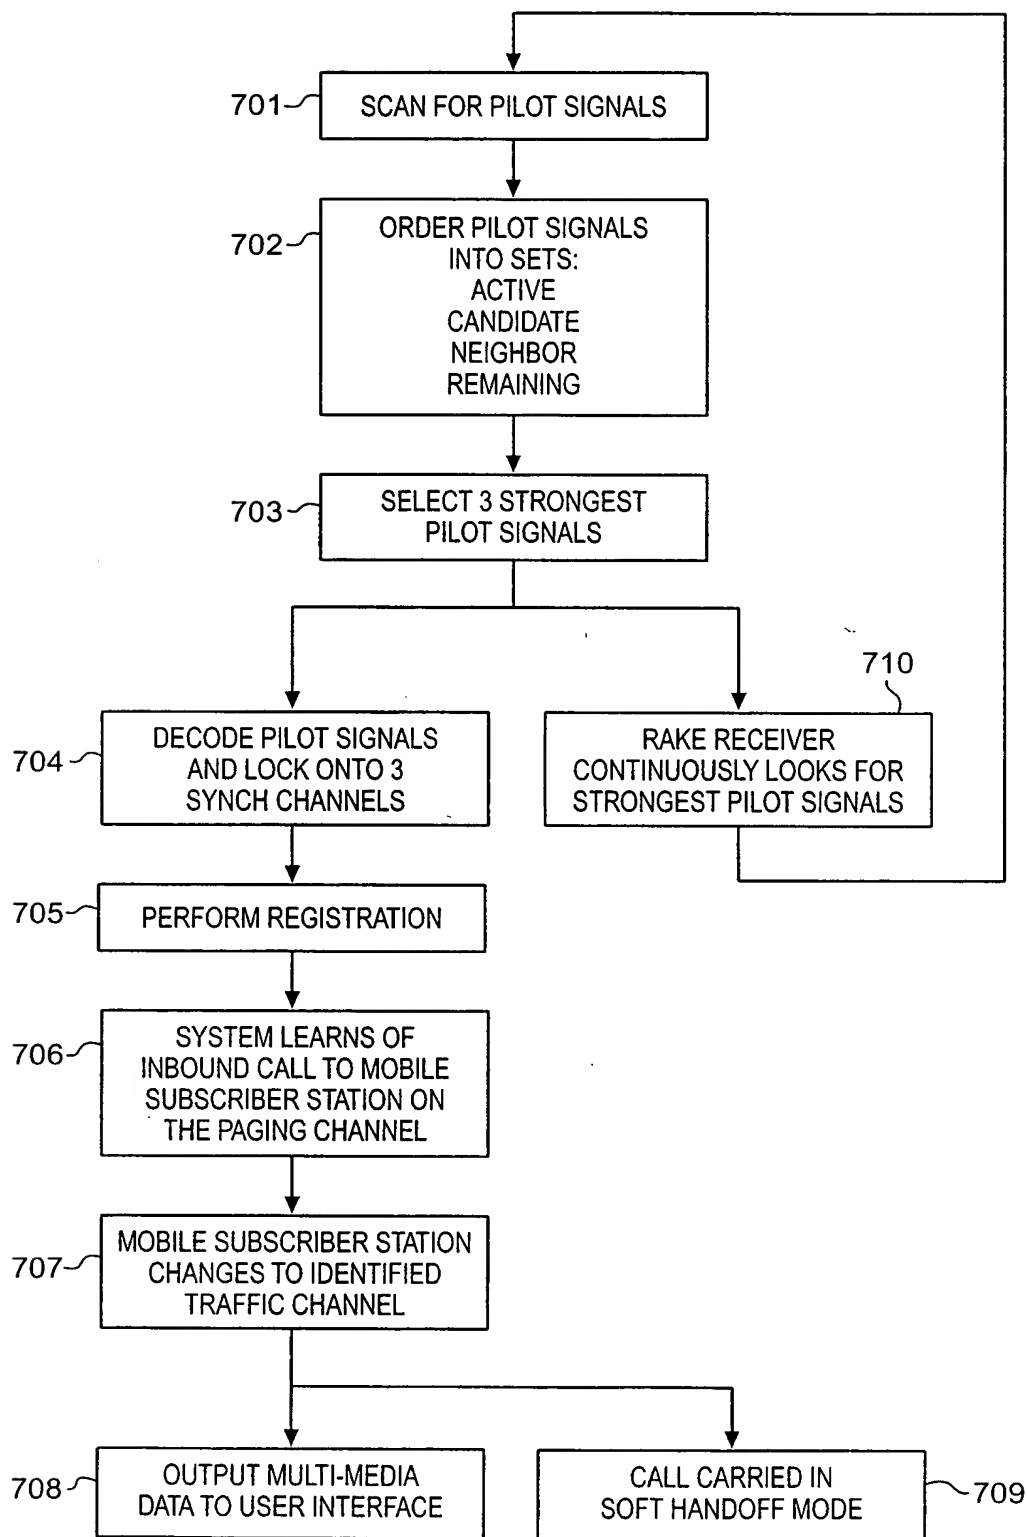 701
SCAN FOR PILOT SIGNALS
702
ORDER PILOT SIGNALS
INTO SETS:
ACTIVE
CANDIDATE
NEIGHBOR
REMAINING
703
SELECT 3 STRONGEST
PILOT SIGNALS
704
DECODE PILOT SIGNALS
AND LOCK ONTO 3
SYNCH CHANNELS
710
RAKE RECEIVER
CONTINUOUSLY LOOKS FOR
STRONGEST PILOT SIGNALS
705
PERFORM REGISTRATION
706
SYSTEM LEARNS OF
INBOUND CALL TO MOBILE
SUBSCRIBER STATION ON
THE PAGING CHANNEL
707
MOBILE SUBSCRIBER STATION
CHANGES TO IDENTIFIED
TRAFFIC CHANNEL
708
OUTPUT MULTI-MEDIA
DATA TO USER INTERFACE
CALL CARRIED IN
SOFT HANDOFF MODE
709